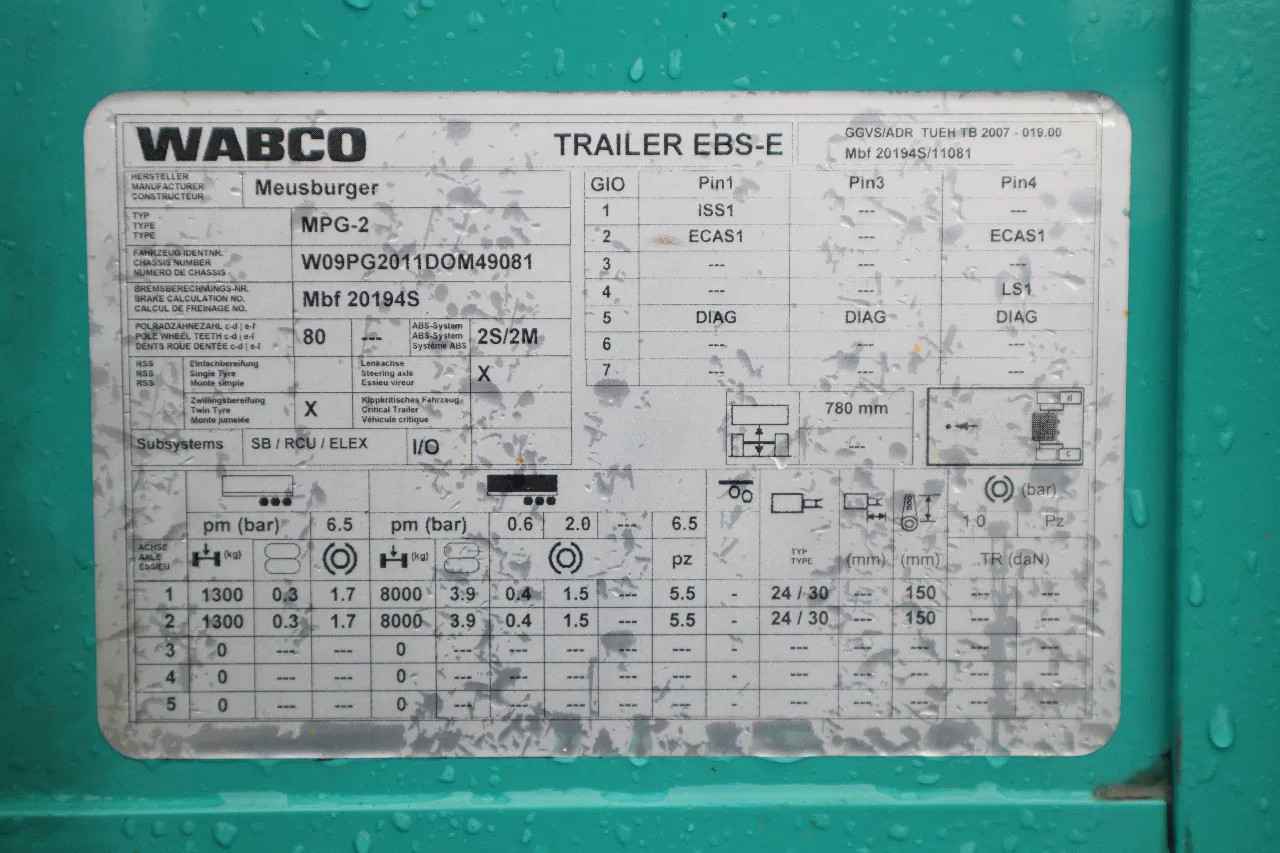 WABCO TRAILER EBS-E GGVS/ADR TUEH TB 2007 - 019.00
Mbf 20194S/11081
HERSTELLER
MANUFACTURER
CONSTRUCTEUR
Meusburger
TYP
TYPE
TYPE
MPG-2
FAHRZEUG-IDENTNR.
CHASSIS NUMBER
NUMERO DE CHASSIS
W09PG2011DOM49081
BREMSBERECHNUNGS-NR.
BRAKE CALCULATION NO.
CALCUL DE FREINAGE NO.
Mbf 20194S
POLRADZAHNEZAHL c-d | e-f
POLE WHEEL TEETH c-d | e-f
DENTS ROUE DENTÉE c-d | e-f
80 ---
ABS-System
ABS-System
Système ABS
2S/2M
RSS
RSS
RSS
Einfachbereifung
Single Tyre
Monte simple
Lenkachse
Steering axle
Essieu vireur
X
Zwillingsbereifung
Twin Tyre
Monte jumelée
X
Kippkritisches Fahrzeug
Critical Trailer
Véhicule critique
Subsystems SB / RCU / ELEX I/O
GIO Pin1 Pin3 Pin4
1 ISS1 --- ---
2 ECAS1 --- ECAS1
3 --- --- ---
4 --- --- LS1
5 DIAG DIAG DIAG
6 --- --- ---
7 --- --- ---
780 mm
---
d
c
(bar)
pm (bar) 6.5 pm (bar) 0.6 2.0 --- 6.5 1.0 Pz
ACHSE
AXLE
ESSIEU
(kg) (kg) pz
TYP
TYPE
(mm) (mm) TR (daN)
1 1300 0.3 1.7 8000 3.9 0.4 1.5 --- 5.5 - 24 / 30 --- 150 --- ---
2 1300 0.3 1.7 8000 3.9 0.4 1.5 --- 5.5 - 24 / 30 --- 150 --- ---
3 0 --- --- 0 --- --- --- --- --- - --- --- --- --- ---
4 0 --- --- 0 --- --- --- --- --- - --- --- --- --- ---
5 0 --- --- 0 --- --- --- --- --- - --- --- --- --- ---